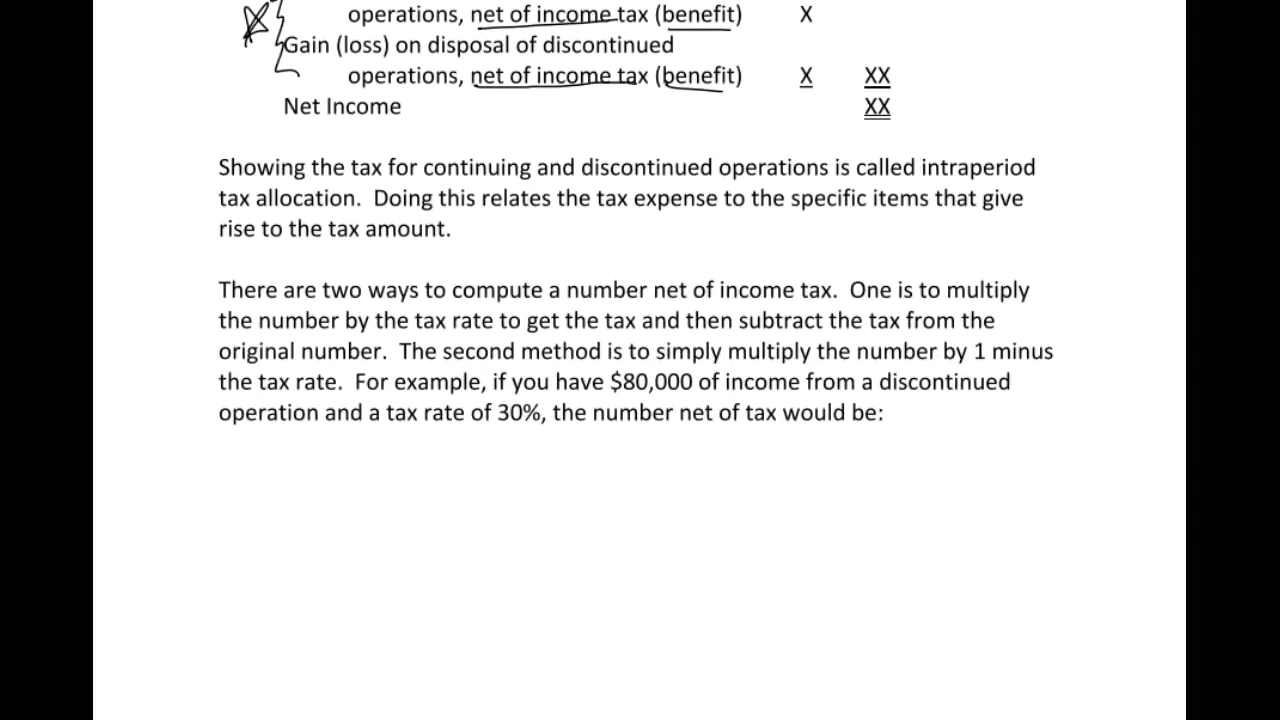 operations, net of income tax (benefit) X
Gain (loss) on disposal of discontinued
operations, net of income tax (benefit) X XX
Net Income XX
Showing the tax for continuing and discontinued operations is called intraperiod
tax allocation. Doing this relates the tax expense to the specific items that give
rise to the tax amount.
There are two ways to compute a number net of income tax. One is to multiply
the number by the tax rate to get the tax and then subtract the tax from the
original number. The second method is to simply multiply the number by 1 minus
the tax rate. For example, if you have $80,000 of income from a discontinued
operation and a tax rate of 30%, the number net of tax would be: